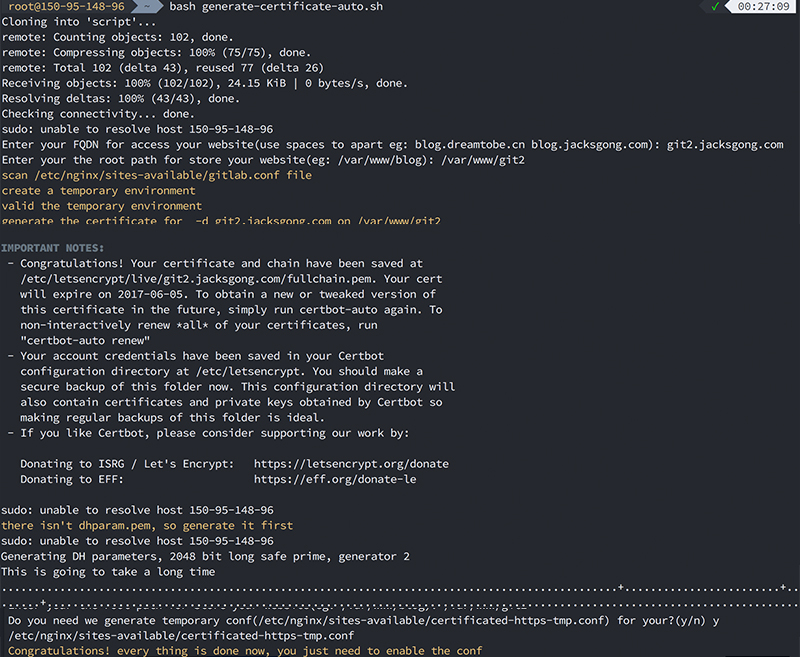 root@150-95-148-96 ~ bash generate-certificate-auto.sh ✓ 00:27:09
Cloning into 'script'...
remote: Counting objects: 102, done.
remote: Compressing objects: 100% (75/75), done.
remote: Total 102 (delta 43), reused 77 (delta 26)
Receiving objects: 100% (102/102), 24.15 KiB | 0 bytes/s, done.
Resolving deltas: 100% (43/43), done.
Checking connectivity... done.
sudo: unable to resolve host 150-95-148-96
Enter your FQDN for access your website(use spaces to apart eg: blog.dreamtobe.cn blog.jacksgong.com): git2.jacksgong.com
Enter your the root path for store your website(eg: /var/www/blog): /var/www/git2
scan /etc/nginx/sites-available/gitlab.conf file
create a temporary environment
valid the temporary environment
generate the certificate for  -d git2.jacksgong.com on /var/www/git2
IMPORTANT NOTES:
- Congratulations! Your certificate and chain have been saved at
/etc/letsencrypt/live/git2.jacksgong.com/fullchain.pem. Your cert
will expire on 2017-06-05. To obtain a new or tweaked version of
this certificate in the future, simply run certbot-auto again. To
non-interactively renew *all* of your certificates, run
"certbot-auto renew"
- Your account credentials have been saved in your Certbot
configuration directory at /etc/letsencrypt. You should make a
secure backup of this folder now. This configuration directory will
also contain certificates and private keys obtained by Certbot so
making regular backups of this folder is ideal.
- If you like Certbot, please consider supporting our work by:
Donating to ISRG / Let's Encrypt:   https://letsencrypt.org/donate
Donating to EFF:                    https://eff.org/donate-le
sudo: unable to resolve host 150-95-148-96
there isn't dhparam.pem, so generate it first
sudo: unable to resolve host 150-95-148-96
Generating DH parameters, 2048 bit long safe prime, generator 2
This is going to take a long time
Do you need we generate temporary conf(/etc/nginx/sites-available/certificated-https-tmp.conf) for your?(y/n) y
/etc/nginx/sites-available/certificated-https-tmp.conf
Congratulations! every thing is done now, you just need to enable the conf